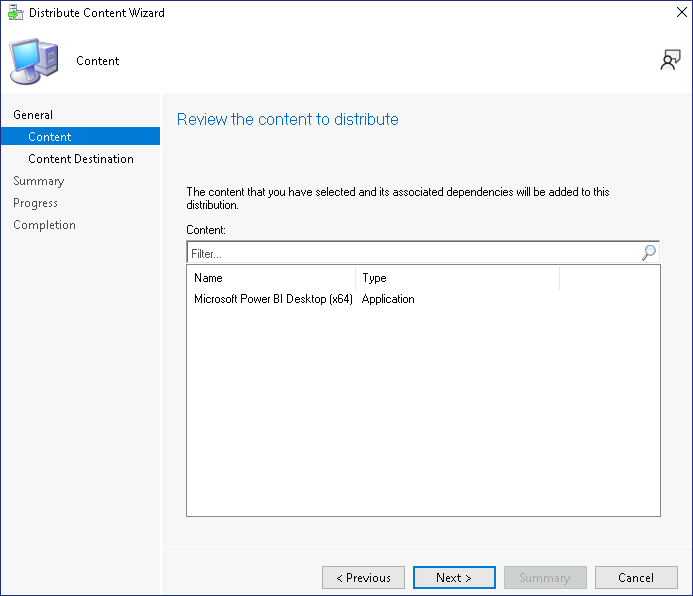 Distribute Content Wizard
Content
General
Content
Content Destination
Summary
Progress
Completion
Review the content to distribute
The content that you have selected and its associated dependencies will be added to this
distribution.
Content:
Filter...
Name Type
Microsoft Power BI Desktop (x64) Application
< Previous Next > Summary Cancel